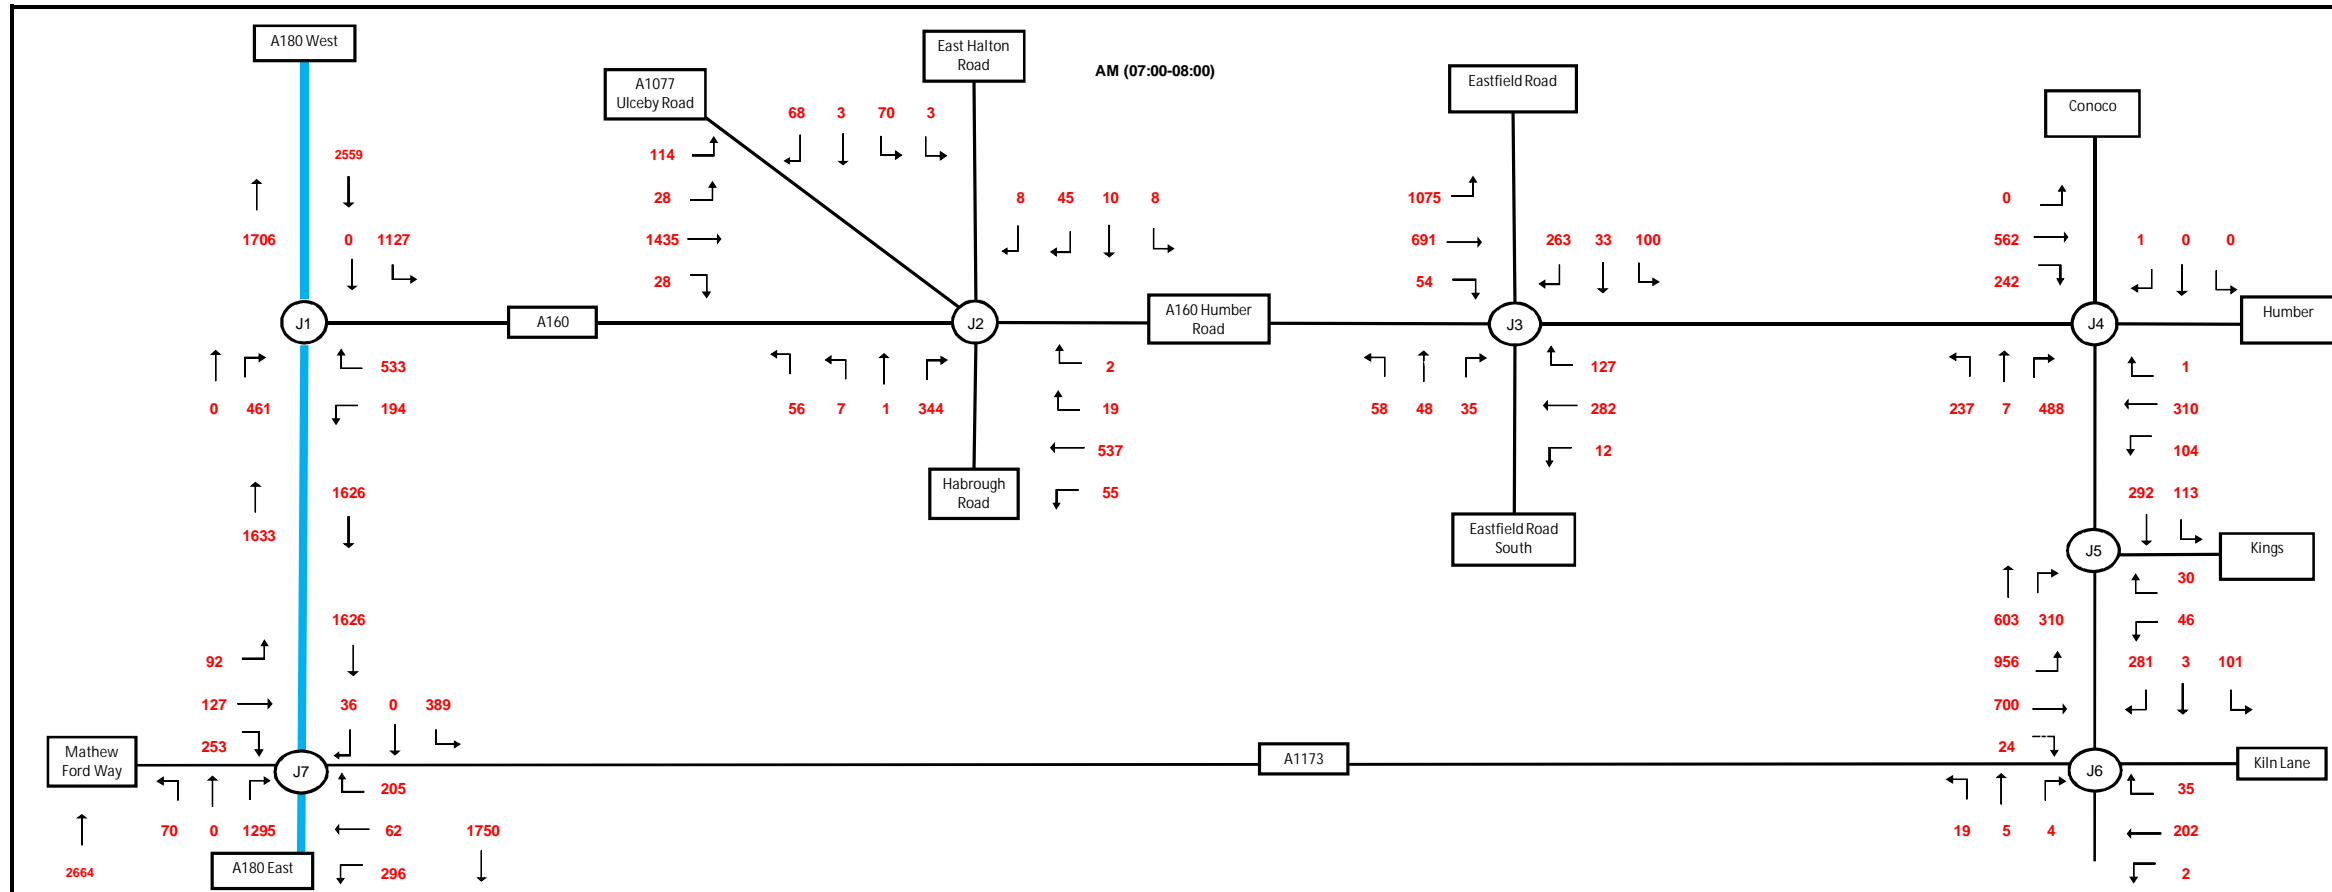 A180 West
East Halton
Road
AM (07:00-08:00)
A1077
Ulceby Road
Eastfield Road
Conoco
68 3 70 3
2559
114
28
8 45 10 8
1075
0
1706
0 1127
1435
691
263 33 100
562
1 0 0
28
54
242
J1
A160
J2
A160 Humber
Road
J3
J4
Humber
533
2
127
1
0 461
194
56 7 1 344
19
58 48 35
282
237 7 488
310
537
12
104
Habrough
Road
55
1626
292 113
1633
Eastfield Road
South
J5
Kings
30
1626
603 310
46
92
956
281 3 101
127
36 0 389
700
253
24
Mathew
Ford Way
J7
A1173
J6
Kiln Lane
205
35
70 0 1295
62
1750
19 5 4
202
2664
A180 East
296
2